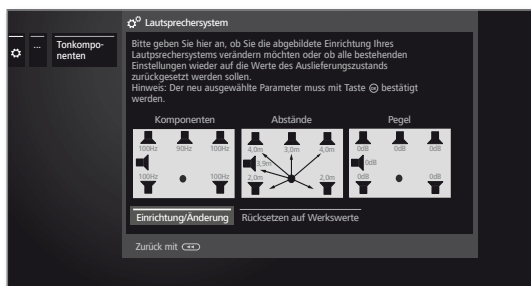 Lautsprechersystem
...
Tonkompo-
nenten
Bitte geben Sie hier an, ob Sie die abgebildete Einrichtung Ihres
Lautsprechersystems verändern möchten oder ob alle bestehenden
Einstellungen wieder auf die Werte des Auslieferungszustands
zurückgesetzt werden sollen.
Hinweis: Der neu ausgewählte Parameter muss mit Taste OK bestätigt
werden.
Komponenten Abstände Pegel
100Hz 90Hz 100Hz 4,0m 3,0m 4,0m 0dB 0dB 0dB
3,9m 0dB
100Hz 100Hz 2,0m 2,0m 0dB 0dB
Einrichtung/Änderung Rücksetzen auf Werkswerte
Zurück mit